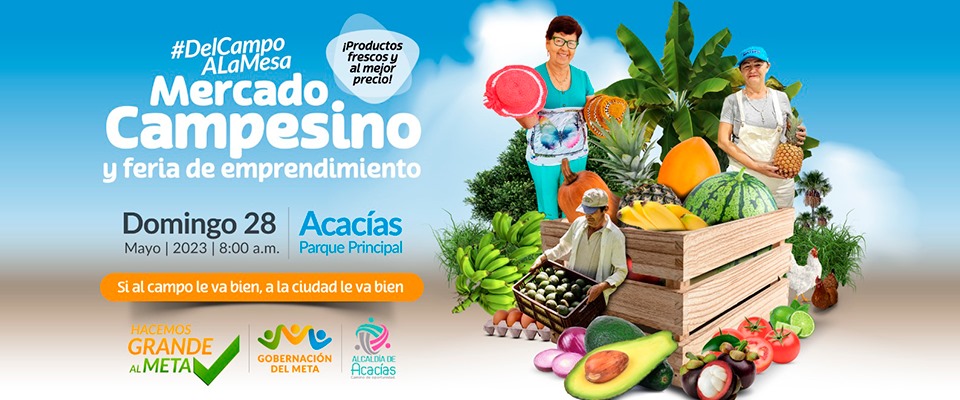 #DelCampo
ALaMesa
¡Productos
frescos y
al mejor
precio!
Mercado
Campesino
y feria de emprendimiento
Domingo 28
Mayo | 2023 | 8:00 a.m.
Acacías
Parque Principal
Si al campo le va bien, a la ciudad le va bien
HACEMOS
GRANDE
AL META
GOBERNACIÓN
DEL META
ALCALDÍA DE
Acacías